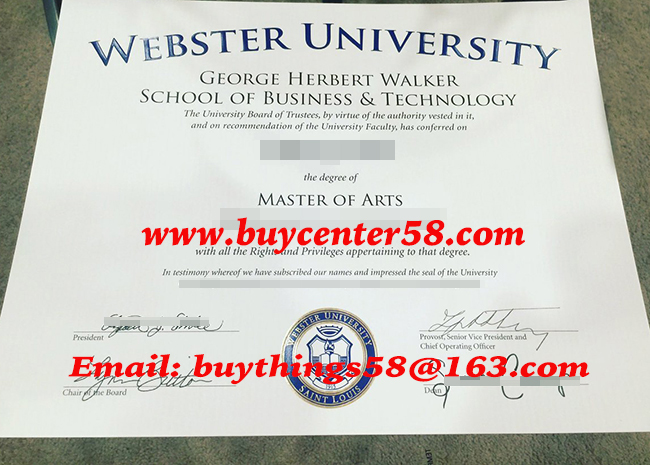 WEBSTER UNIVERSITY
GEORGE HERBERT WALKER
SCHOOL OF BUSINESS & TECHNOLOGY
The University Board of Trustees, by virtue of the authority vested in it,
and on recommendation of the University Faculty, has conferred on
the degree of
MASTER OF ARTS
www.buycenter58.com
with all the Rights and Privileges appertaining to that degree.
In testimony whereof we have subscribed our names and impressed the seal of the University
President
Provost, Senior Vice President and
Chief Operating Officer
WEBSTER UNIVERSITY
1915
SAINT LOUIS
Email: buythings58@163.com
Chair of the Board
Dean